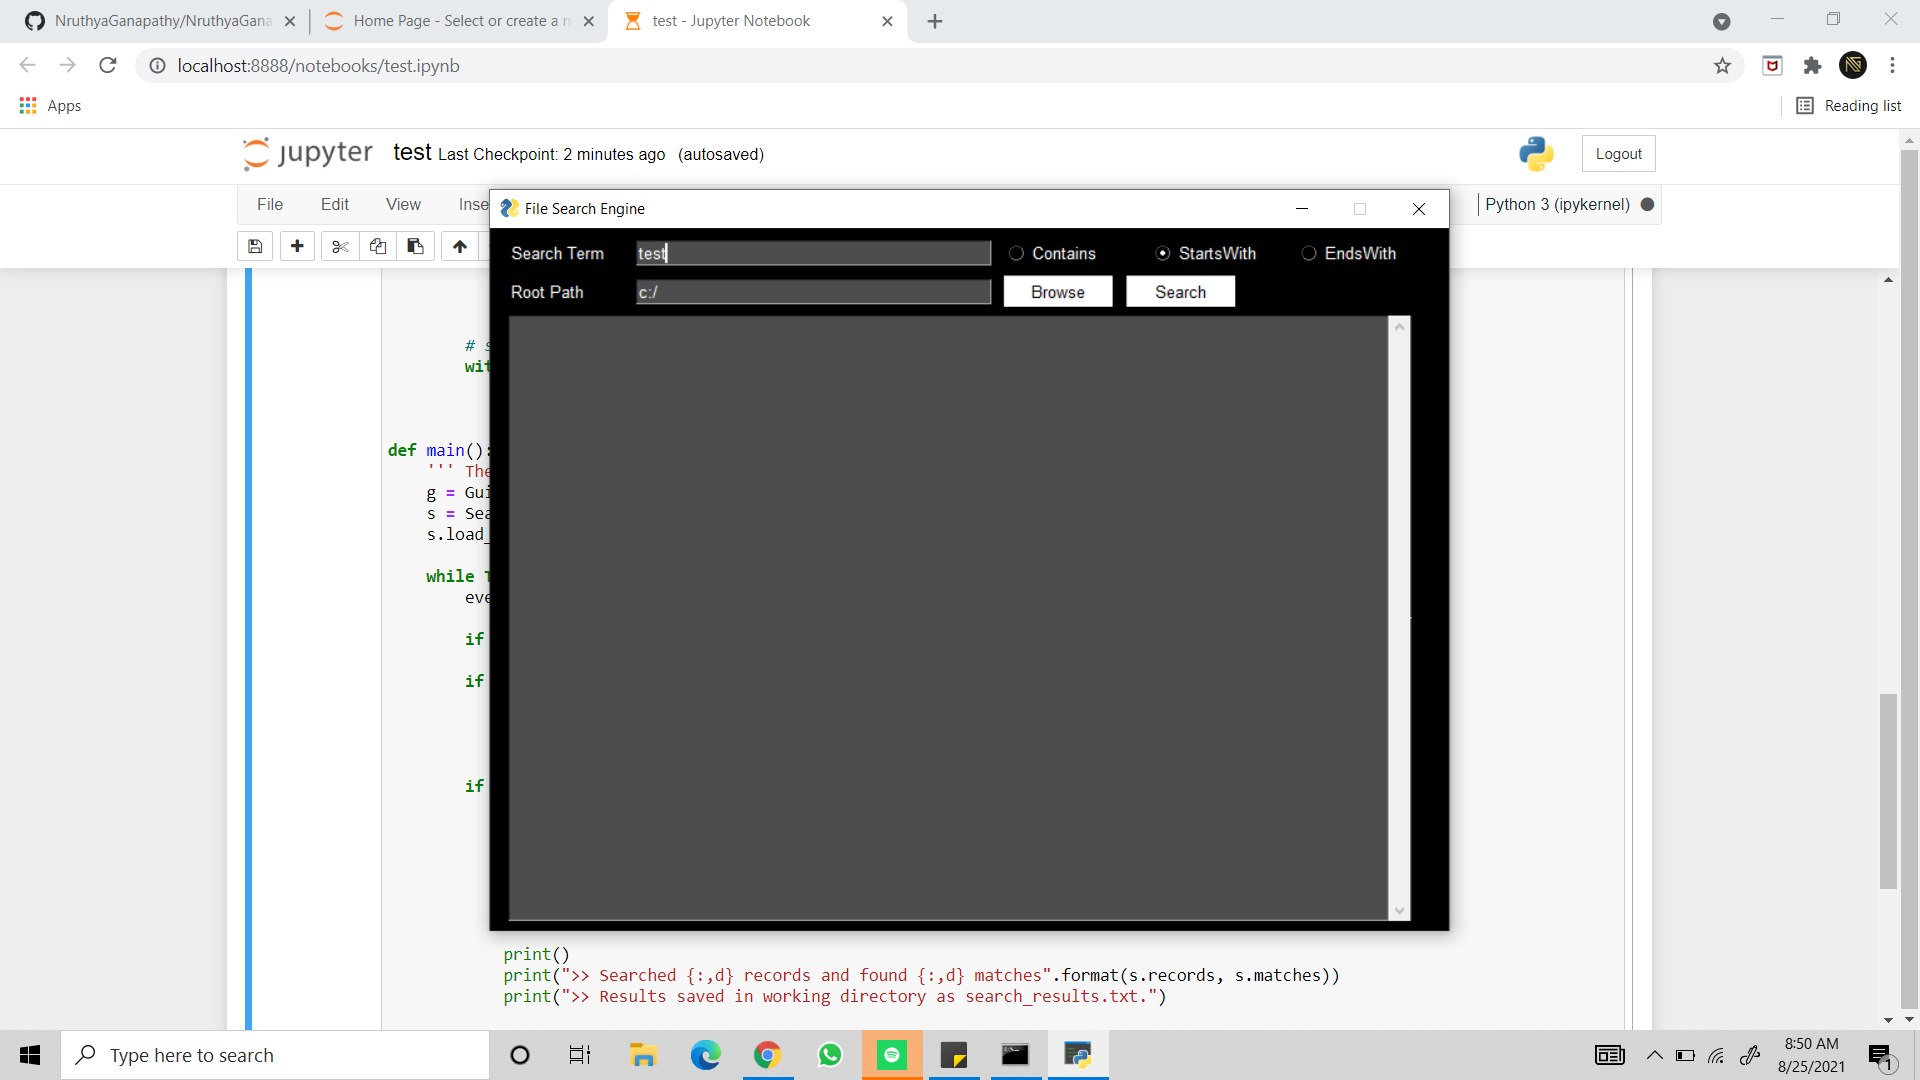 NruthyaGanapathy/NruthyaGana
Home Page - Select or create a n
test - Jupyter Notebook
localhost:8888/notebooks/test.ipynb
Apps
Reading list
jupyter test Last Checkpoint: 2 minutes ago (autosaved)
Logout
File Edit View Inse
Python 3 (ipykernel)
File Search Engine
Search Term test Contains StartsWith EndsWith
Root Path c:/ Browse Search
# s
wit
def main():
''' The
g = Gui
s = Sea
s.load_
while T
eve
if
if
if
print()
print(">> Searched {:,d} records and found {:,d} matches".format(s.records, s.matches))
print(">> Results saved in working directory as search_results.txt.")
Type here to search
8:50 AM
8/25/2021
1